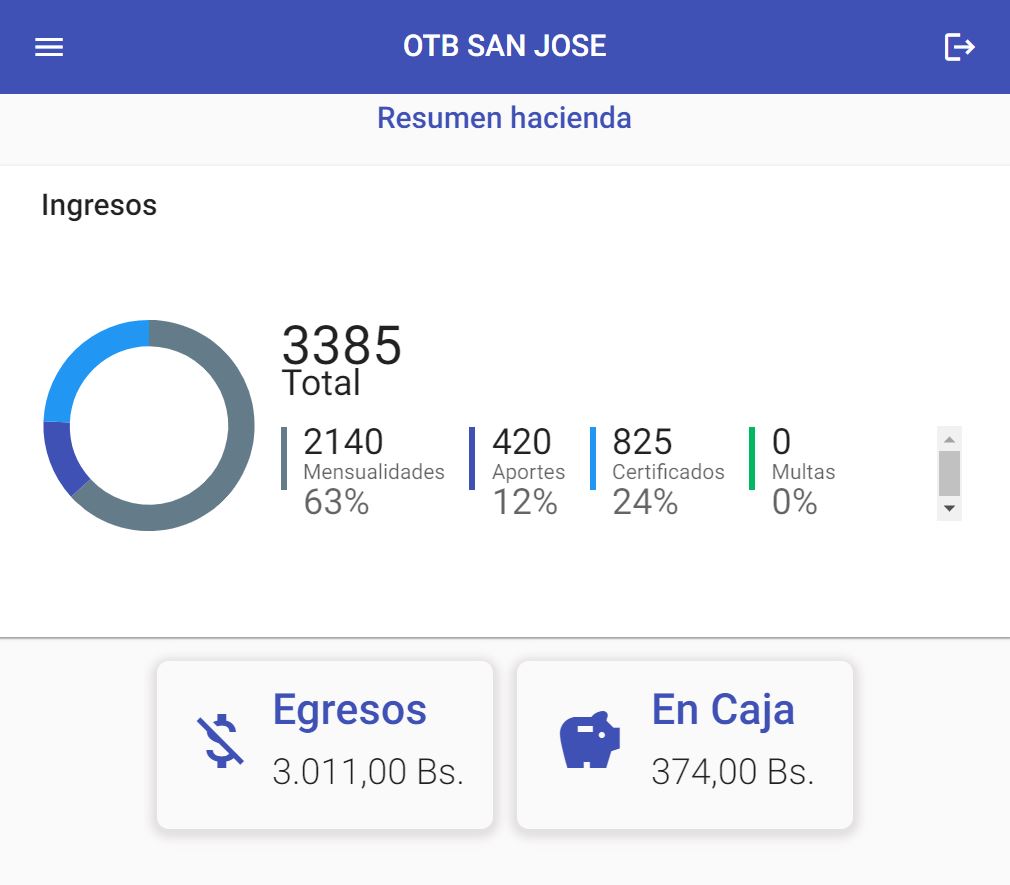 OTB SAN JOSE
Resumen hacienda
Ingresos
3385
Total
2140
Mensualidades
63%
420
Aportes
12%
825
Certificados
24%
0
Multas
0%
Egresos
3.011,00 Bs.
En Caja
374,00 Bs.